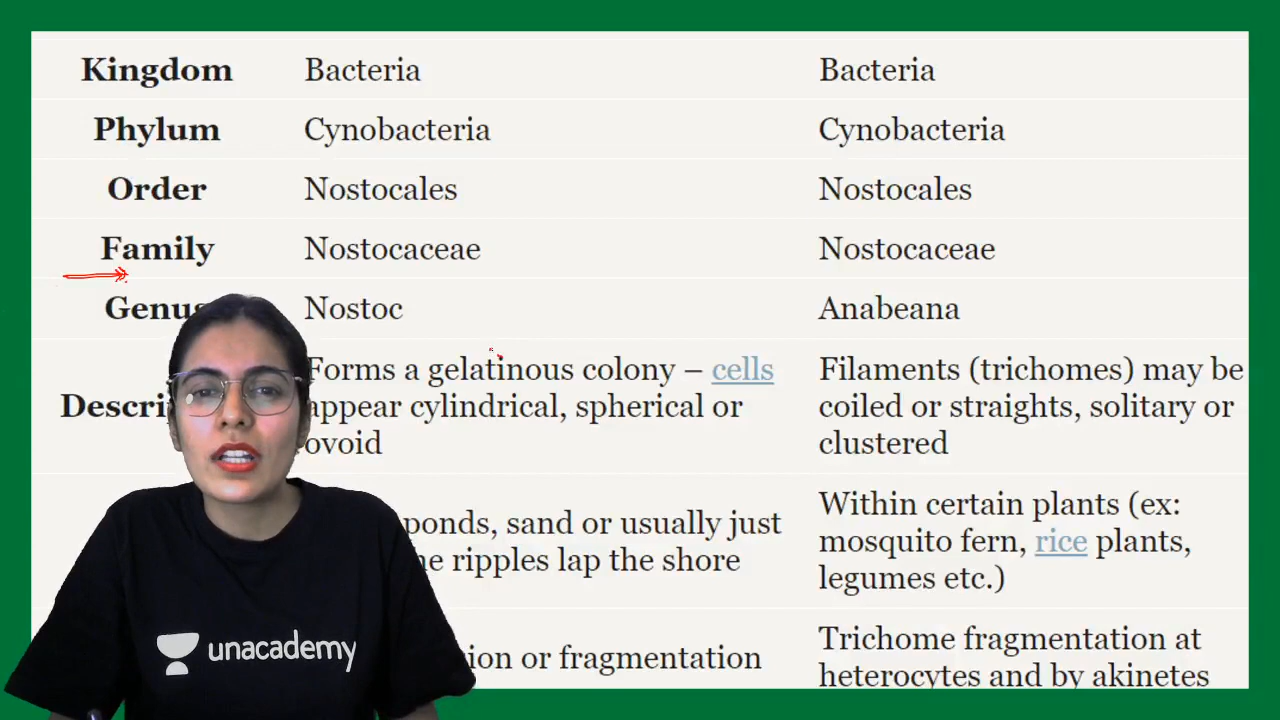 Kingdom Bacteria Bacteria
Phylum Cynobacteria Cynobacteria
Order Nostocales Nostocales
Family Nostocaceae Nostocaceae
Genus Nostoc Anabeana
Forms a gelatinous colony – cells
appear cylindrical, spherical or
ovoid
Filaments (trichomes) may be
coiled or straights, solitary or
clustered
ponds, sand or usually just
ripples lap the shore
Within certain plants (ex:
mosquito fern, rice plants,
legumes etc.)
or fragmentation
Trichome fragmentation at
heterocytes and by akinetes
unacademy